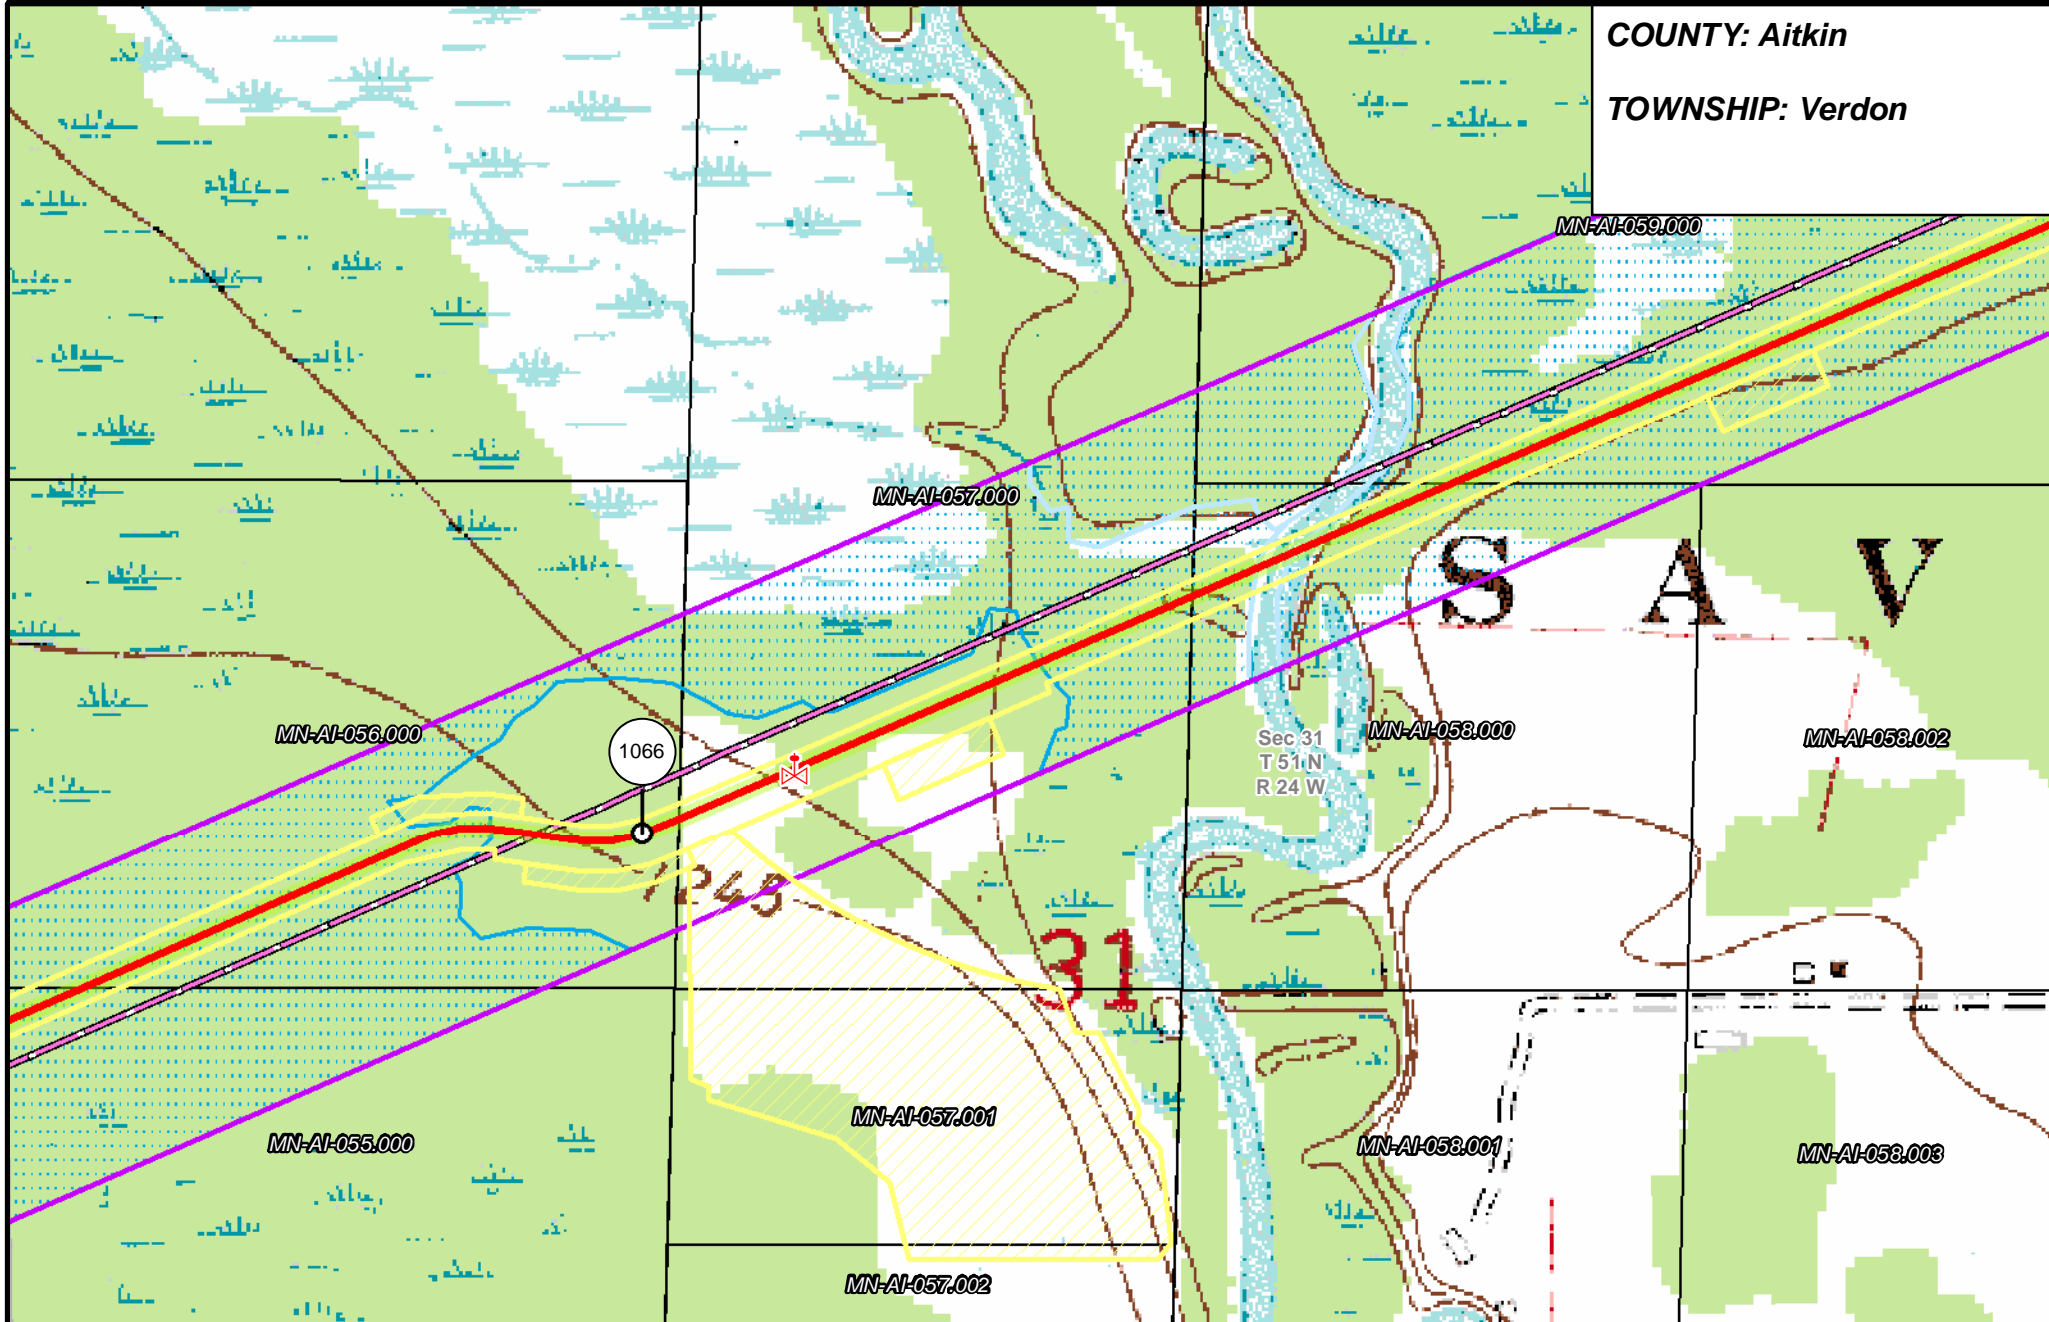 COUNTY: Aitkin
TOWNSHIP: Verdon
MN-AI-059.000
MN-AI-057.000
S A V
MN-AI-056.000
1066
Sec 31
T 51 N
R 24 W
MN-AI-058.000
MN-AI-058.002
1245
31
MN-AI-057.001
MN-AI-055.000
MN-AI-058.001
MN-AI-058.003
MN-AI-057.002